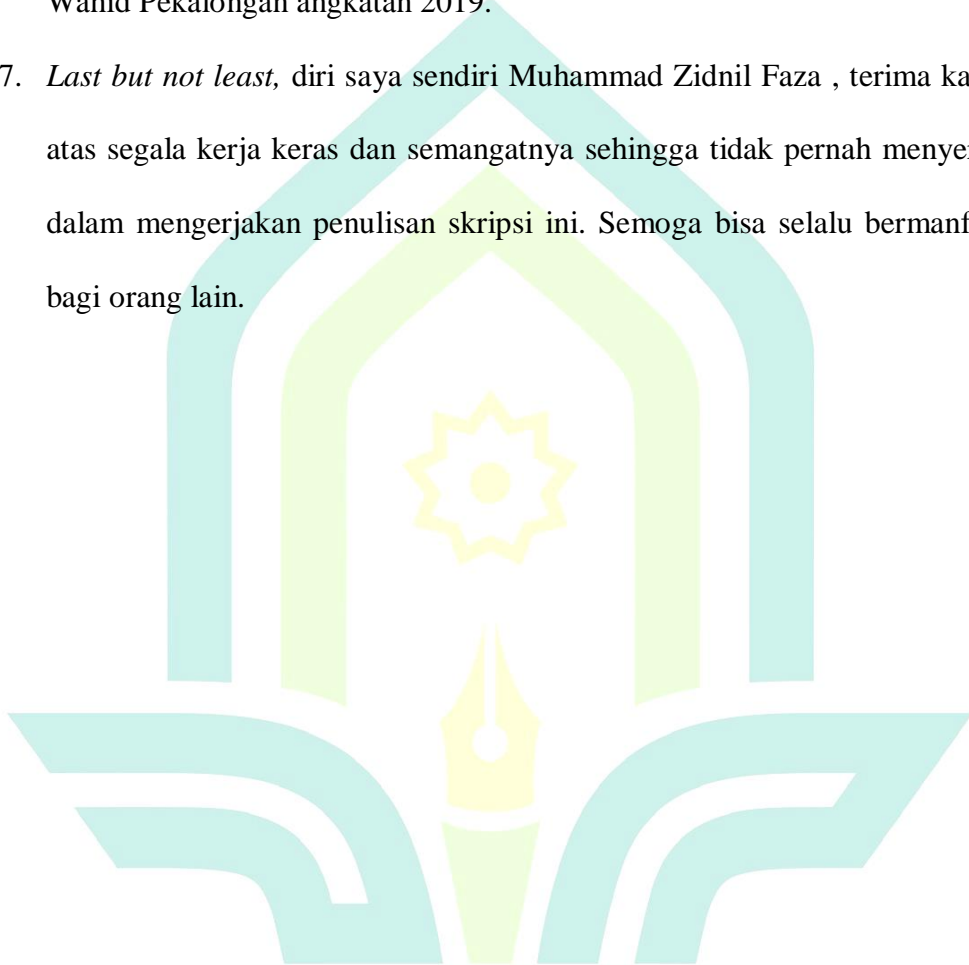 Wahid Pekalongan angkatan 2019.
7. Last but not least, diri saya sendiri Muhammad Zidnil Faza , terima ka
atas segala kerja keras dan semangatnya sehingga tidak pernah menye
dalam mengerjakan penulisan skripsi ini. Semoga bisa selalu bermanf
bagi orang lain.